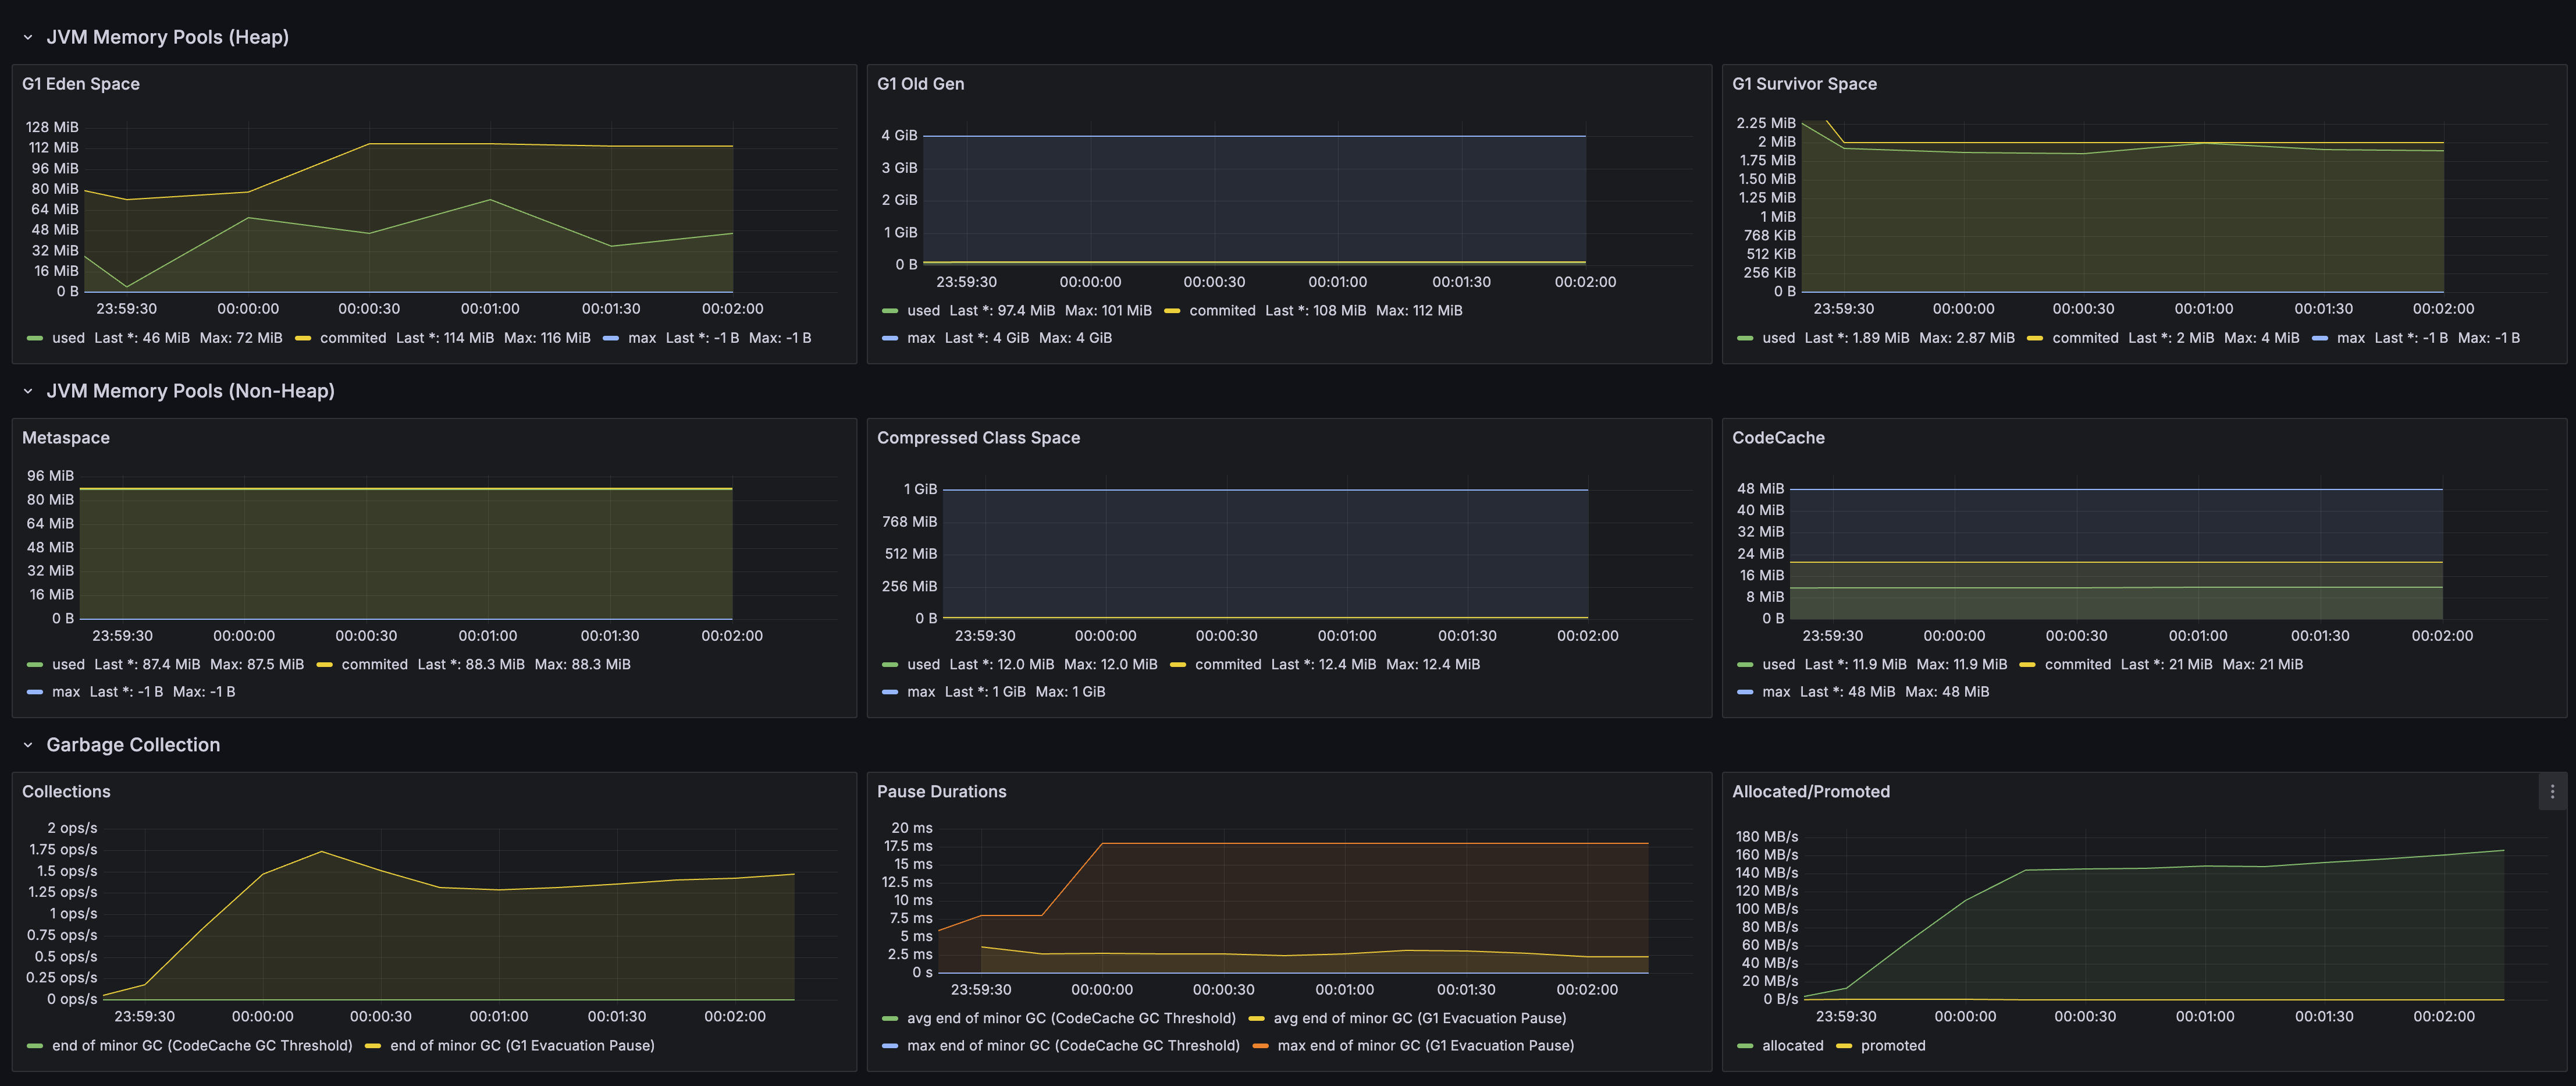 JVM Memory Pools (Heap)
G1 Eden Space
128 MiB
112 MiB
96 MiB
80 MiB
64 MiB
48 MiB
32 MiB
16 MiB
0 B
23:59:30 00:00:00 00:00:30 00:01:00 00:01:30 00:02:00
used Last *: 46 MiB Max: 72 MiB commited Last *: 114 MiB Max: 116 MiB max Last *: -1 B Max: -1 B
G1 Old Gen
4 GiB
3 GiB
2 GiB
1 GiB
0 B
23:59:30 00:00:00 00:00:30 00:01:00 00:01:30 00:02:00
used Last *: 97.4 MiB Max: 101 MiB commited Last *: 108 MiB Max: 112 MiB
max Last *: 4 GiB Max: 4 GiB
G1 Survivor Space
2.25 MiB
2 MiB
1.75 MiB
1.50 MiB
1.25 MiB
1 MiB
768 KiB
512 KiB
256 KiB
0 B
23:59:30 00:00:00 00:00:30 00:01:00 00:01:30 00:02:00
used Last *: 1.89 MiB Max: 2.87 MiB commited Last *: 2 MiB Max: 4 MiB max Last *: -1 B Max: -1 B
JVM Memory Pools (Non-Heap)
Metaspace
96 MiB
80 MiB
64 MiB
48 MiB
32 MiB
16 MiB
0 B
23:59:30 00:00:00 00:00:30 00:01:00 00:01:30 00:02:00
used Last *: 87.4 MiB Max: 87.5 MiB commited Last *: 88.3 MiB Max: 88.3 MiB
max Last *: -1 B Max: -1 B
Compressed Class Space
1 GiB
768 MiB
512 MiB
256 MiB
0 B
23:59:30 00:00:00 00:00:30 00:01:00 00:01:30 00:02:00
used Last *: 12.0 MiB Max: 12.0 MiB commited Last *: 12.4 MiB Max: 12.4 MiB
max Last *: 1 GiB Max: 1 GiB
CodeCache
48 MiB
40 MiB
32 MiB
24 MiB
16 MiB
8 MiB
0 B
23:59:30 00:00:00 00:00:30 00:01:00 00:01:30 00:02:00
used Last *: 11.9 MiB Max: 11.9 MiB commited Last *: 21 MiB Max: 21 MiB
max Last *: 48 MiB Max: 48 MiB
Garbage Collection
Collections
2 ops/s
1.75 ops/s
1.5 ops/s
1.25 ops/s
1 ops/s
0.75 ops/s
0.5 ops/s
0.25 ops/s
0 ops/s
23:59:30 00:00:00 00:00:30 00:01:00 00:01:30 00:02:00
end of minor GC (CodeCache GC Threshold) end of minor GC (G1 Evacuation Pause)
Pause Durations
20 ms
17.5 ms
15 ms
12.5 ms
10 ms
7.5 ms
5 ms
2.5 ms
0 s
23:59:30 00:00:00 00:00:30 00:01:00 00:01:30 00:02:00
avg end of minor GC (CodeCache GC Threshold) avg end of minor GC (G1 Evacuation Pause)
max end of minor GC (CodeCache GC Threshold) max end of minor GC (G1 Evacuation Pause)
Allocated/Promoted
180 MB/s
160 MB/s
140 MB/s
120 MB/s
100 MB/s
80 MB/s
60 MB/s
40 MB/s
20 MB/s
0 B/s
23:59:30 00:00:00 00:00:30 00:01:00 00:01:30 00:02:00
allocated promoted